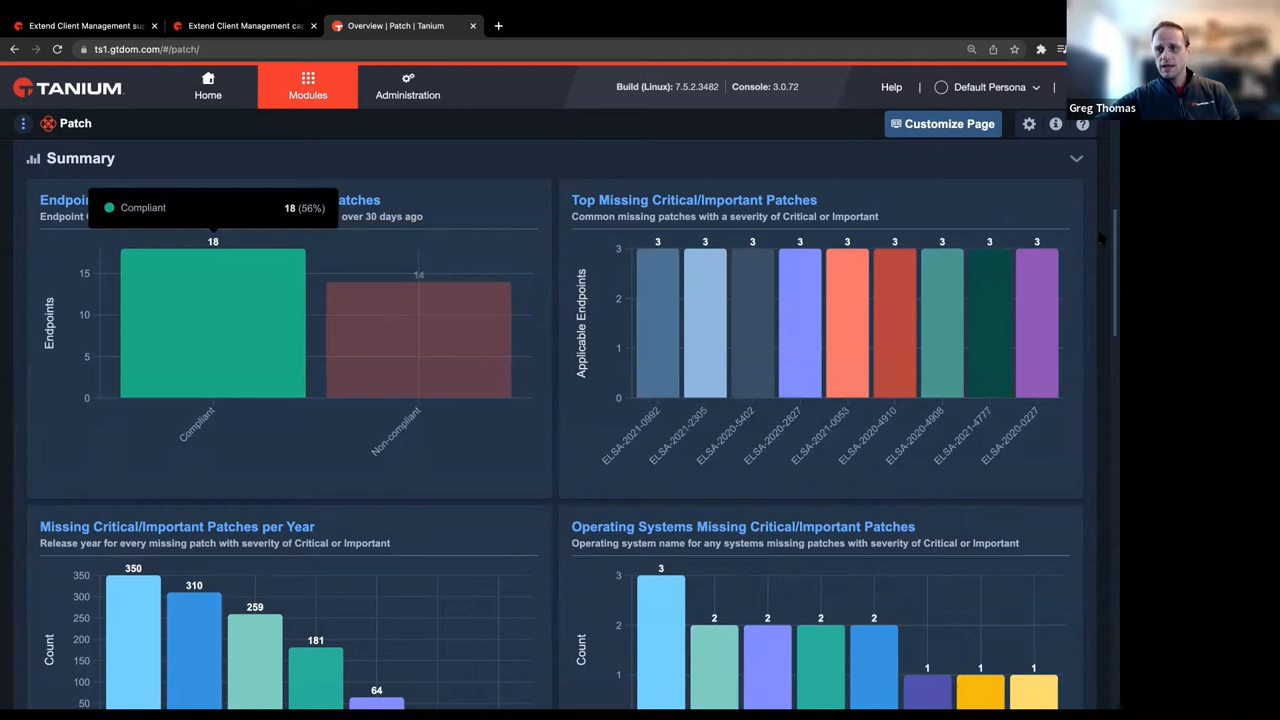 Extend Client Management su
Extend Client Management ca
Overview | Patch | Tanium
ts1.gtdom.com/#/patch/
TANIUM
Home
Modules
Administration
Build (Linux): 7.5.2.3482
Console: 3.0.72
Help
Default Persona
Greg Thomas
Patch
Customize Page
Summary
Endpoin
atches
Endpoint
over 30 days ago
Compliant
18 (56%)
18
14
15
10
5
0
Endpoints
Compliant
Non-compliant
Top Missing Critical/Important Patches
Common missing patches with a severity of Critical or Important
3 3 3 3 3 3 3 3 3
3
2
1
0
Applicable Endpoints
ELSA-2021-0992
ELSA-2021-2305
ELSA-2020-5402
ELSA-2020-2827
ELSA-2021-0053
ELSA-2020-4910
ELSA-2020-4908
ELSA-2021-4777
ELSA-2020-0227
Missing Critical/Important Patches per Year
Release year for every missing patch with severity of Critical or Important
350
310
259
181
64
350
300
250
200
150
100
50
Count
Operating Systems Missing Critical/Important Patches
Operating system name for any systems missing patches with severity of Critical or Important
3 2 2 2 2 1 1 1
3
2
1
Count